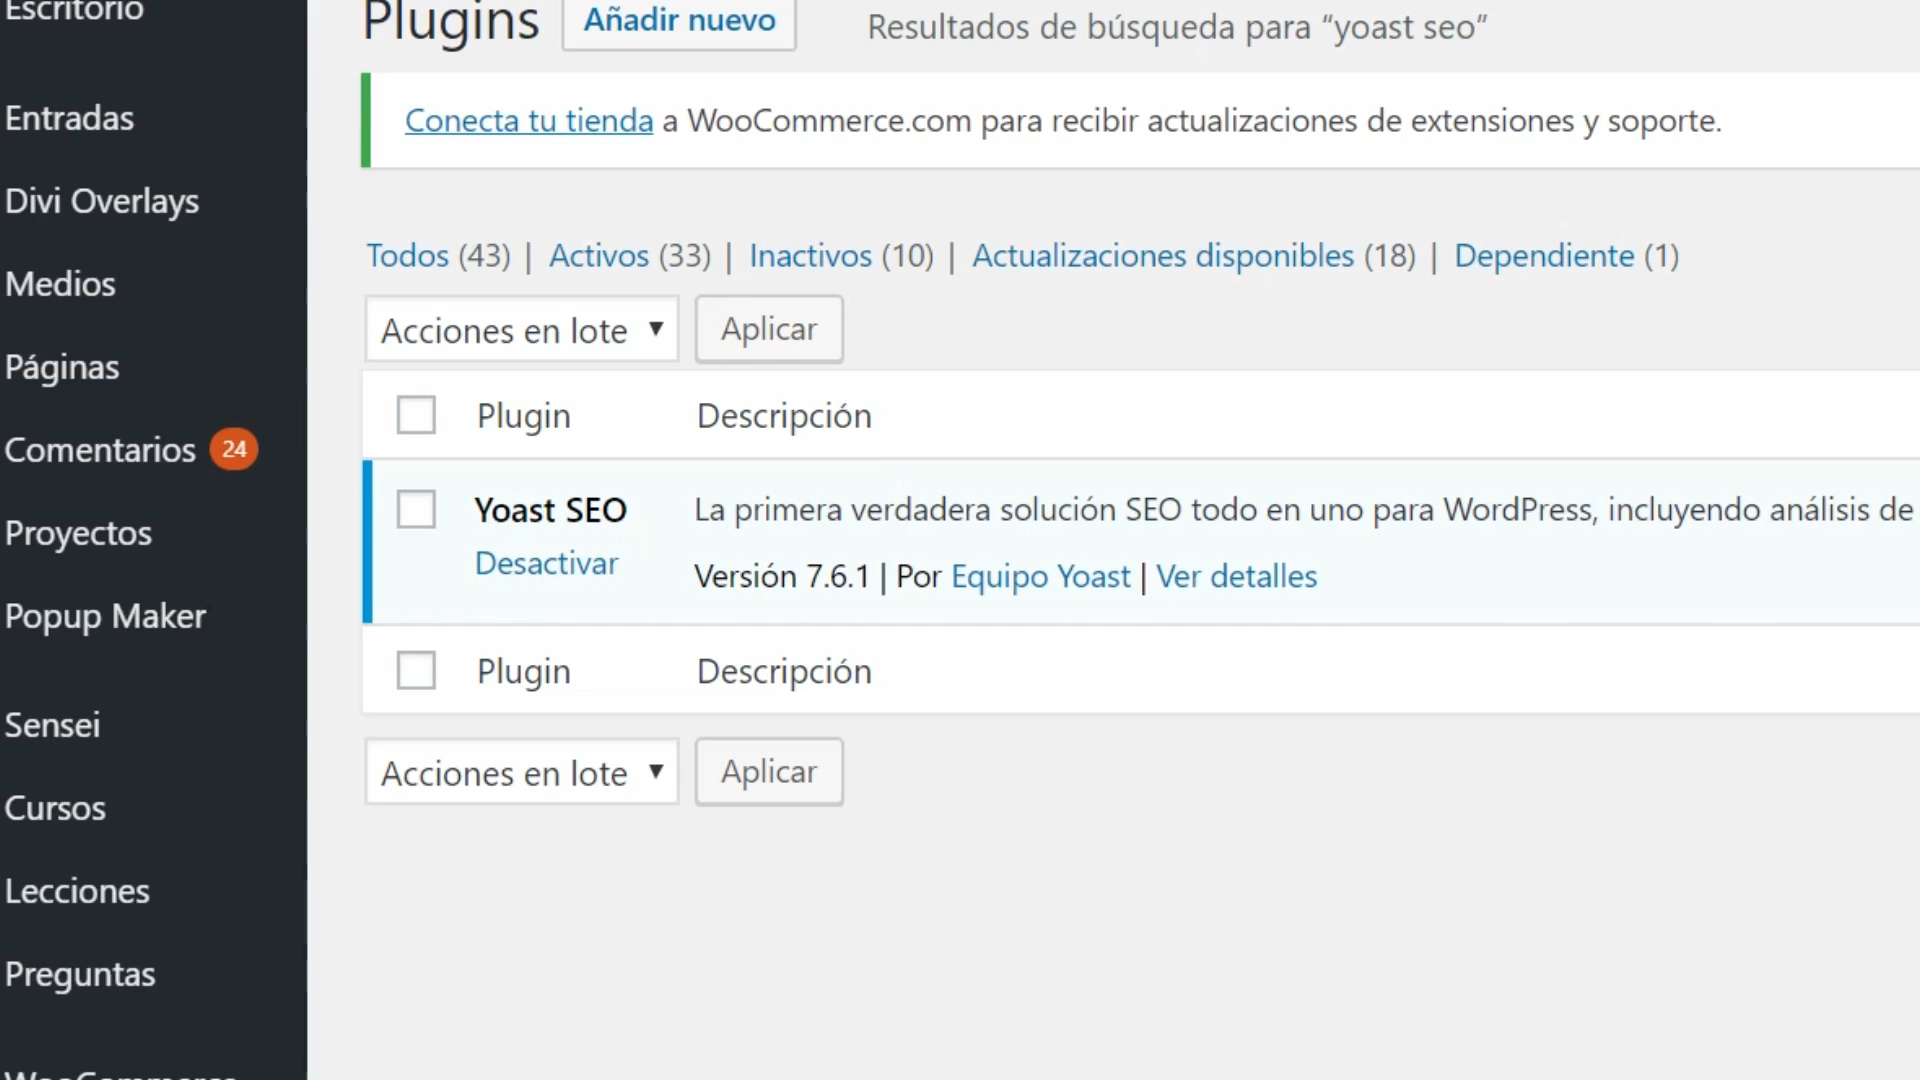 Escritorio
Entradas
Divi Overlays
Medios
Páginas
Comentarios 24
Proyectos
Popup Maker
Sensei
Cursos
Lecciones
Preguntas
WooCommerce
Plugins Añadir nuevo Resultados de búsqueda para “yoast seo”
Conecta tu tienda a WooCommerce.com para recibir actualizaciones de extensiones y soporte.
Todos (43) | Activos (33) | Inactivos (10) | Actualizaciones disponibles (18) | Dependiente (1)
Acciones en lote Aplicar
Plugin Descripción
Yoast SEO La primera verdadera solución SEO todo en uno para WordPress, incluyendo análisis de
Desactivar Versión 7.6.1 | Por Equipo Yoast | Ver detalles
Plugin Descripción
Acciones en lote Aplicar